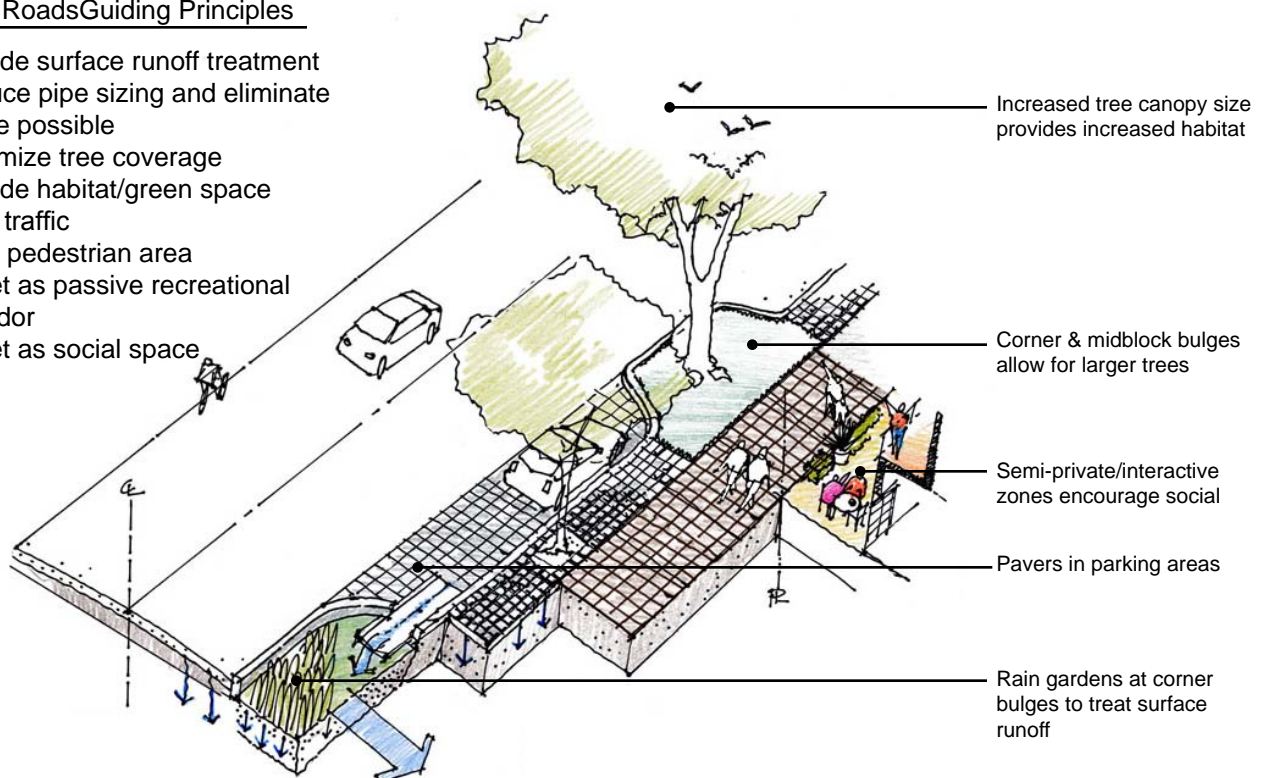 RoadsGuiding Principles
de surface runoff treatment
uce pipe sizing and eliminate
e possible
mize tree coverage
de habitat/green space
traffic
pedestrian area
et as passive recreational
dor
et as social space
Increased tree canopy size
provides increased habitat
Corner & midblock bulges
allow for larger trees
Semi-private/interactive
zones encourage social
Pavers in parking areas
Rain gardens at corner
bulges to treat surface
runoff